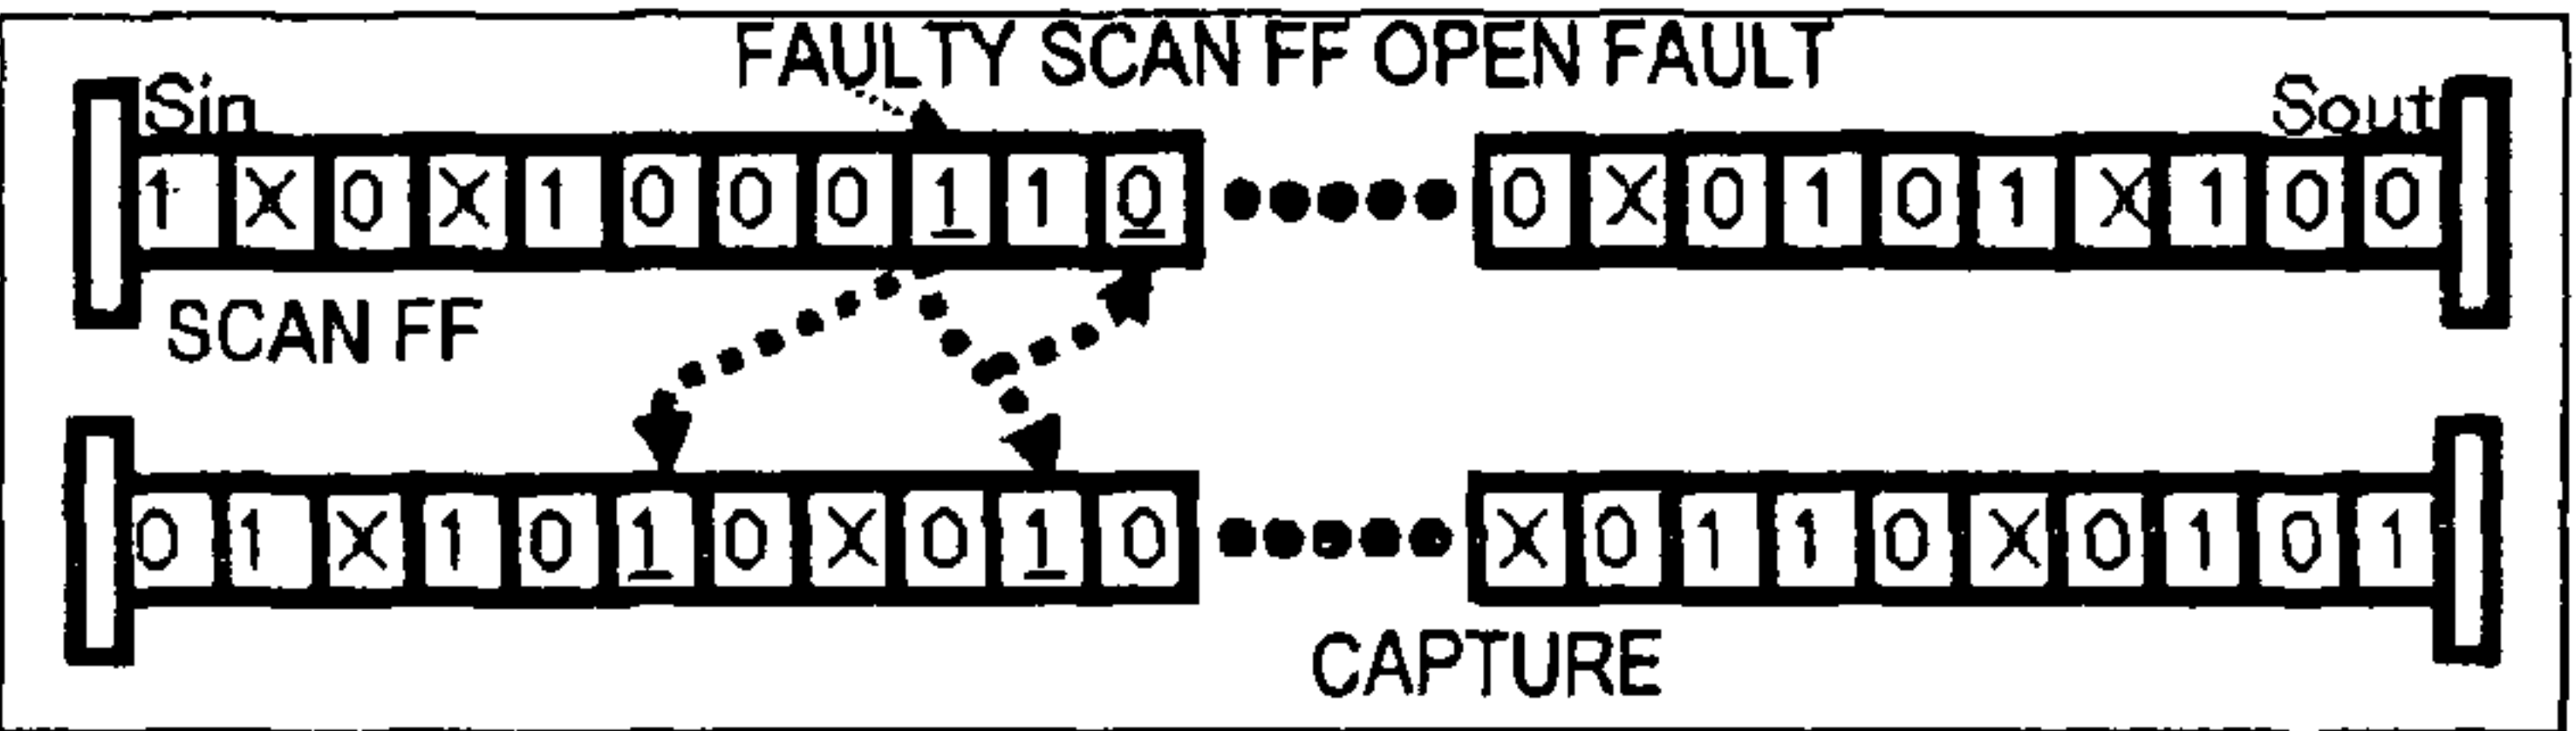 FAULTY SCAN FF OPEN FAULT
Sin
Sout
1 X 0 X 1 0 0 0 1 1 0 0 X 0 1 0 1 X 1 0 0
SCAN FF
0 1 X 1 0 1 0 X 0 1 0 X 0 1 1 0 X 0 1 0 1
CAPTURE